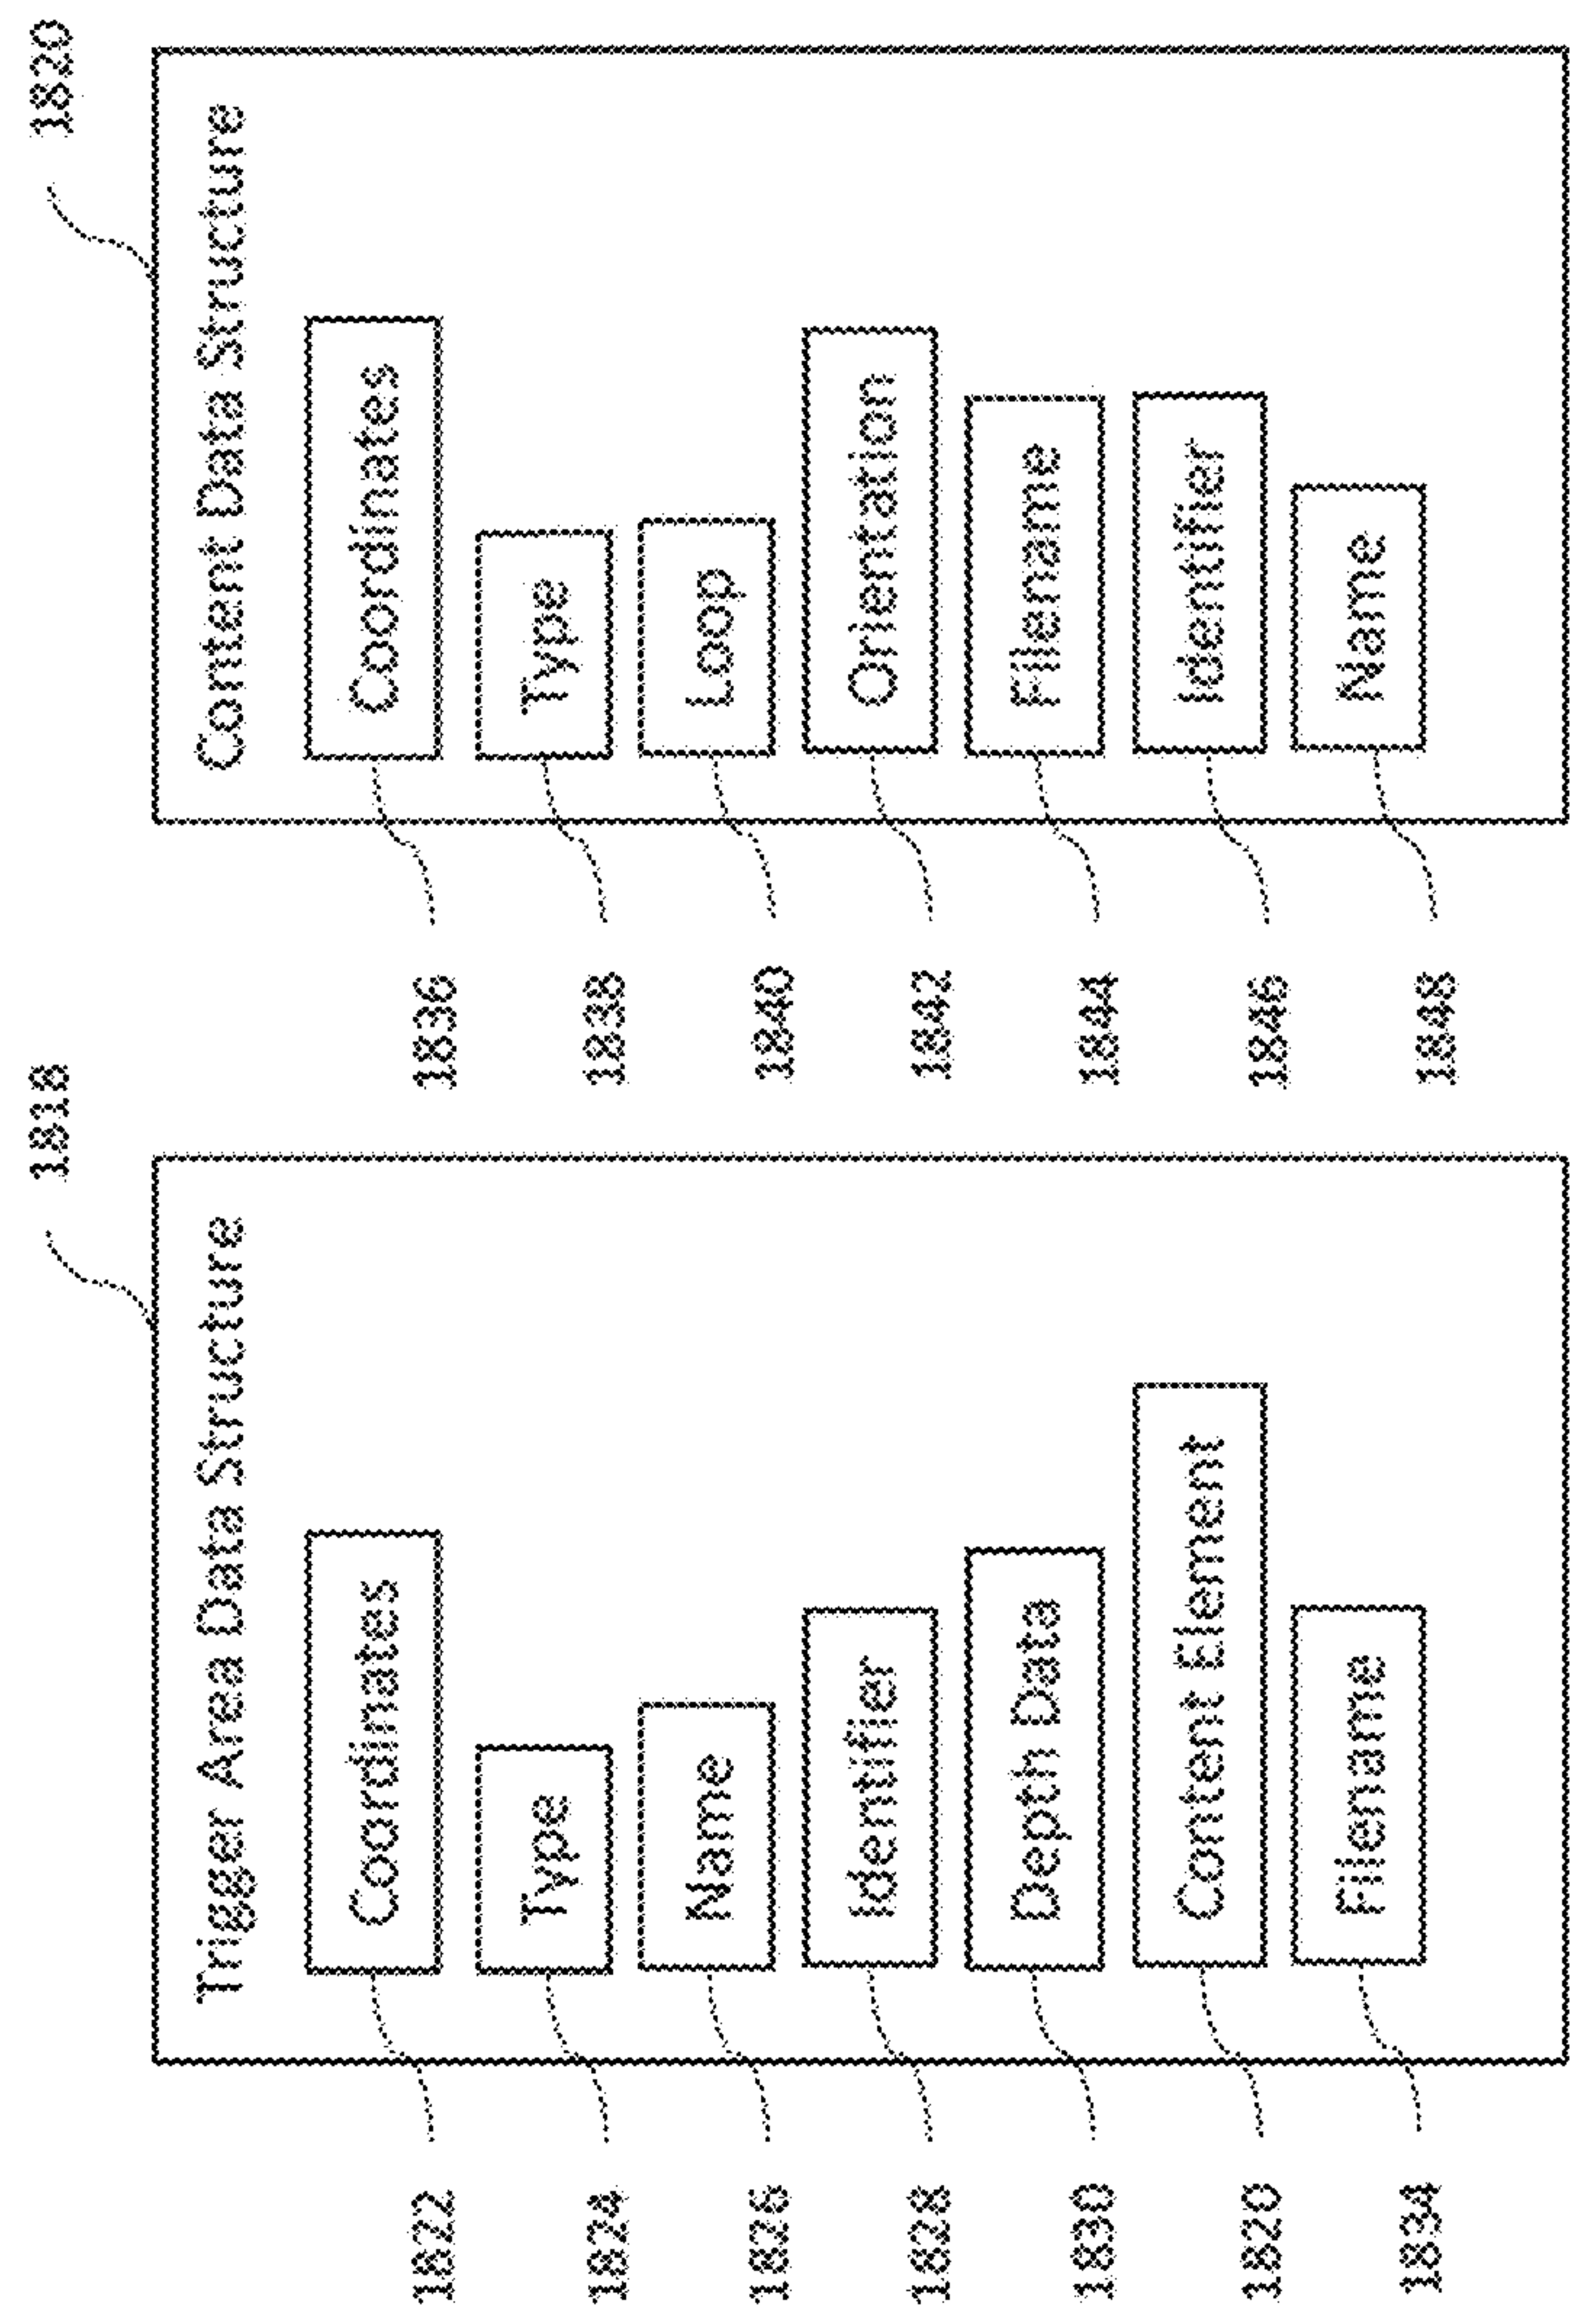 1818
Trigger Area Data Structure
1822 Coordinates
1824 Type
1826 Name
1828 Identifier
1830 Depth Data
1820 Content Element
1834 Filename
1820
Content Data Structure
1836 Coordinates
1838 Type
1840 Loop
1842 Orientation
1844 Filename
1846 Identifier
1848 Name